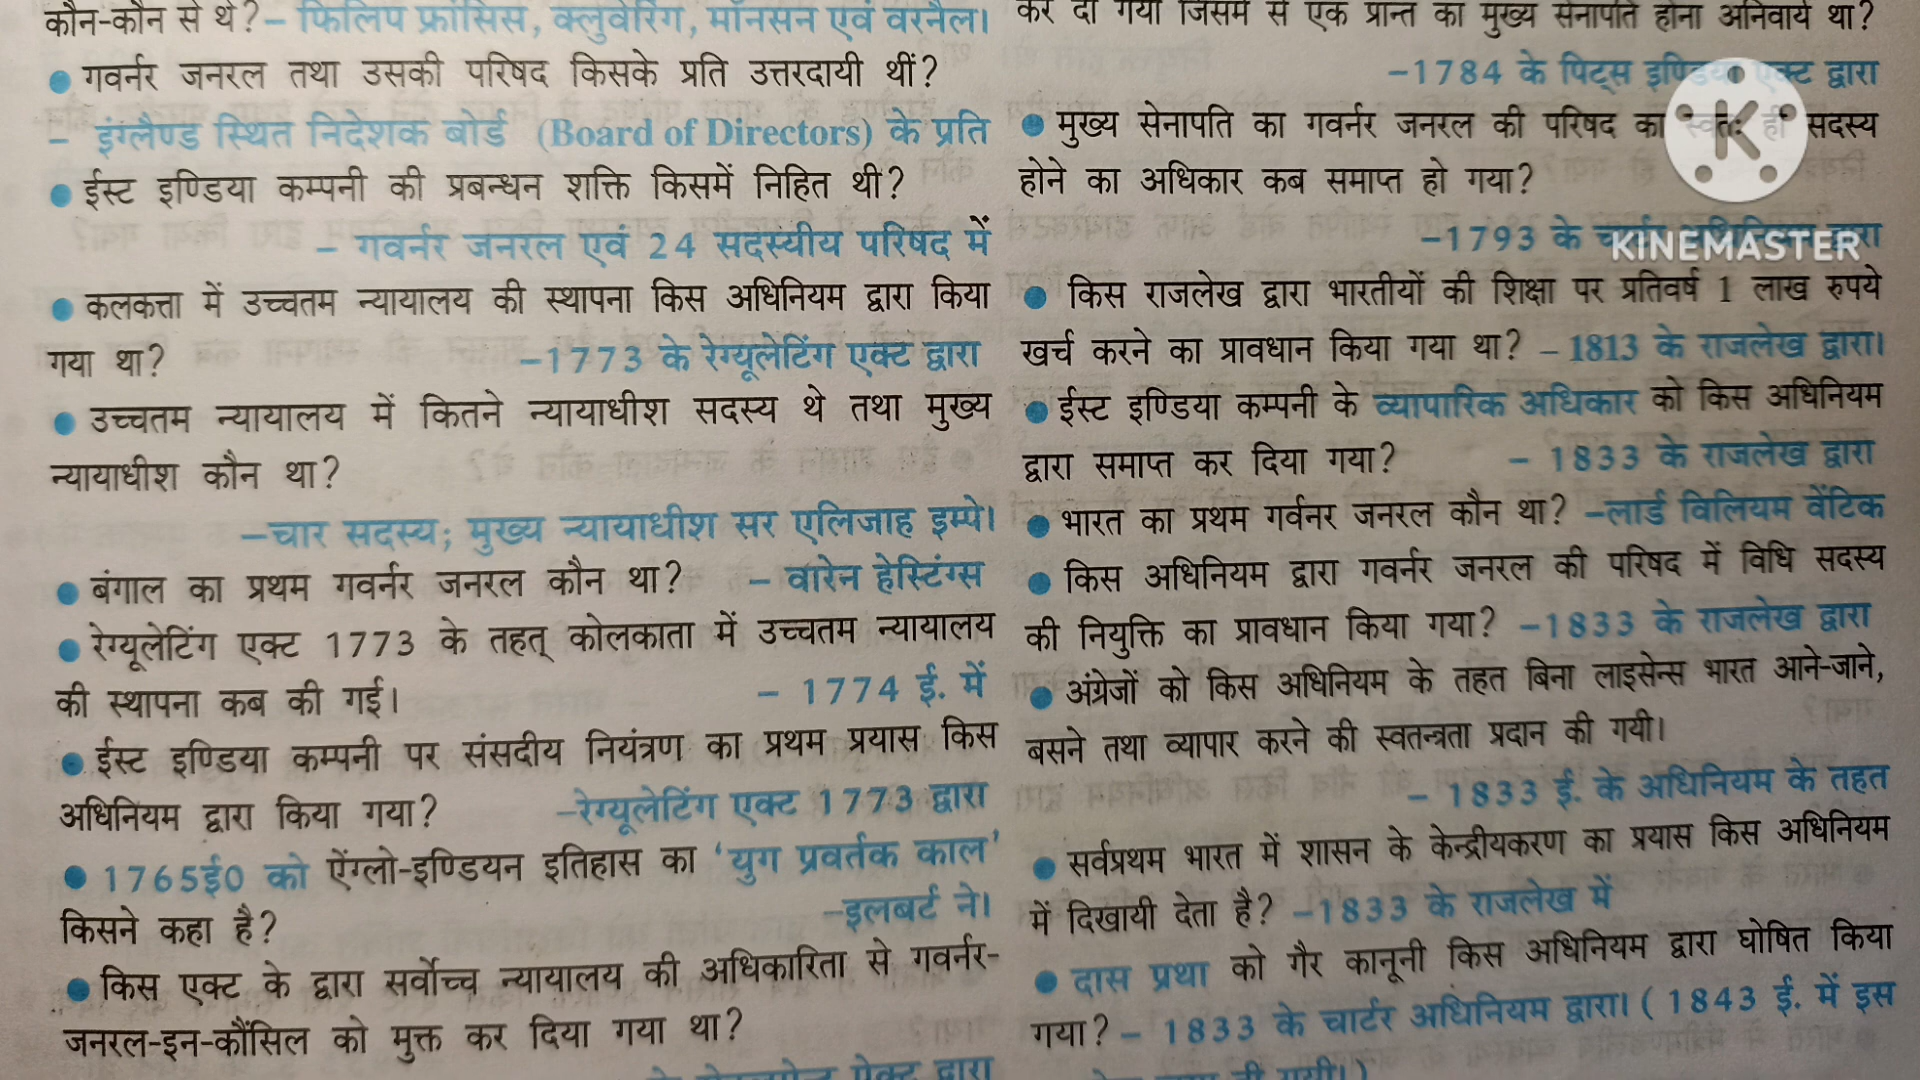 कौन-कौन से थे? – फिलिप फ्रांसिस, क्लुवेरिंग, मॉनसन एवं वरनैल।
● गवर्नर जनरल तथा उसकी परिषद किसके प्रति उत्तरदायी थीं?
– इंग्लैण्ड स्थित निदेशक बोर्ड (Board of Directors) के प्रति
● ईस्ट इण्डिया कम्पनी की प्रबन्धन शक्ति किसमें निहित थी?
– गवर्नर जनरल एवं 24 सदस्यीय परिषद में
● कलकत्ता में उच्चतम न्यायालय की स्थापना किस अधिनियम द्वारा किया
गया था? –1773 के रेग्यूलेटिंग एक्ट द्वारा
● उच्चतम न्यायालय में कितने न्यायाधीश सदस्य थे तथा मुख्य
न्यायाधीश कौन था?
–चार सदस्य; मुख्य न्यायाधीश सर एलिजाह इम्पे।
● बंगाल का प्रथम गवर्नर जनरल कौन था? – वारेन हेस्टिंग्स
● रेग्यूलेटिंग एक्ट 1773 के तहत् कोलकाता में उच्चतम न्यायालय
की स्थापना कब की गई। – 1774 ई. में
● ईस्ट इण्डिया कम्पनी पर संसदीय नियंत्रण का प्रथम प्रयास किस
अधिनियम द्वारा किया गया? –रेग्यूलेटिंग एक्ट 1773 द्वारा
● 1765ई0 को ऐंग्लो-इण्डियन इतिहास का 'युग प्रवर्तक काल'
किसने कहा है? –इलबर्ट ने।
● किस एक्ट के द्वारा सर्वोच्च न्यायालय की अधिकारिता से गवर्नर-
जनरल-इन-कौंसिल को मुक्त कर दिया गया था?
द्वारा
कर दी गयी जिसमें से एक प्रान्त का मुख्य सेनापति होना अनिवार्य था?
–1784 के पिट्स इण्डिया एक्ट द्वारा
● मुख्य सेनापति का गवर्नर जनरल की परिषद का स्वतः ही सदस्य
होने का अधिकार कब समाप्त हो गया?
–1793 के चार्टर अधिनियम द्वारा
● किस राजलेख द्वारा भारतीयों की शिक्षा पर प्रतिवर्ष 1 लाख रुपये
खर्च करने का प्रावधान किया गया था? – 1813 के राजलेख द्वारा।
● ईस्ट इण्डिया कम्पनी के व्यापारिक अधिकार को किस अधिनियम
द्वारा समाप्त कर दिया गया? – 1833 के राजलेख द्वारा
● भारत का प्रथम गर्वनर जनरल कौन था? –लार्ड विलियम वेंटिक
● किस अधिनियम द्वारा गवर्नर जनरल की परिषद में विधि सदस्य
की नियुक्ति का प्रावधान किया गया? –1833 के राजलेख द्वारा
● अंग्रेजों को किस अधिनियम के तहत बिना लाइसेन्स भारत आने-जाने,
बसने तथा व्यापार करने की स्वतन्त्रता प्रदान की गयी।
– 1833 ई. के अधिनियम के तहत
● सर्वप्रथम भारत में शासन के केन्द्रीयकरण का प्रयास किस अधिनियम
में दिखायी देता है? –1833 के राजलेख में
● दास प्रथा को गैर कानूनी किस अधिनियम द्वारा घोषित किया
गया? – 1833 के चार्टर अधिनियम द्वारा। ( 1843 ई. में इस
K
KINEMASTER